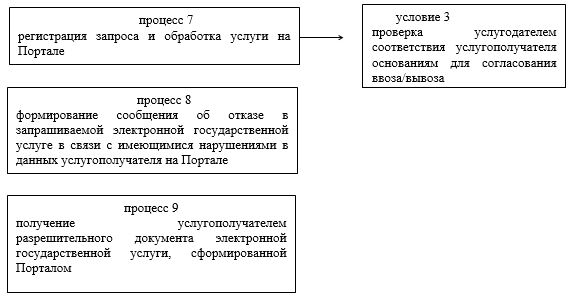 процесс 7
регистрация запроса и обработка услуги на
Портале
условие 3
проверка услугодателем
соответствия услугополучателя
основаниям для согласования
ввоза/вывоза
процесс 8
формирование сообщения об отказе в
запрашиваемой электронной государственной
услуге в связи с имеющимися нарушениями в
данных услугополучателя на Портале
процесс 9
получение услугополучателем
разрешительного документа электронной
государственной услуги, сформированной
Порталом